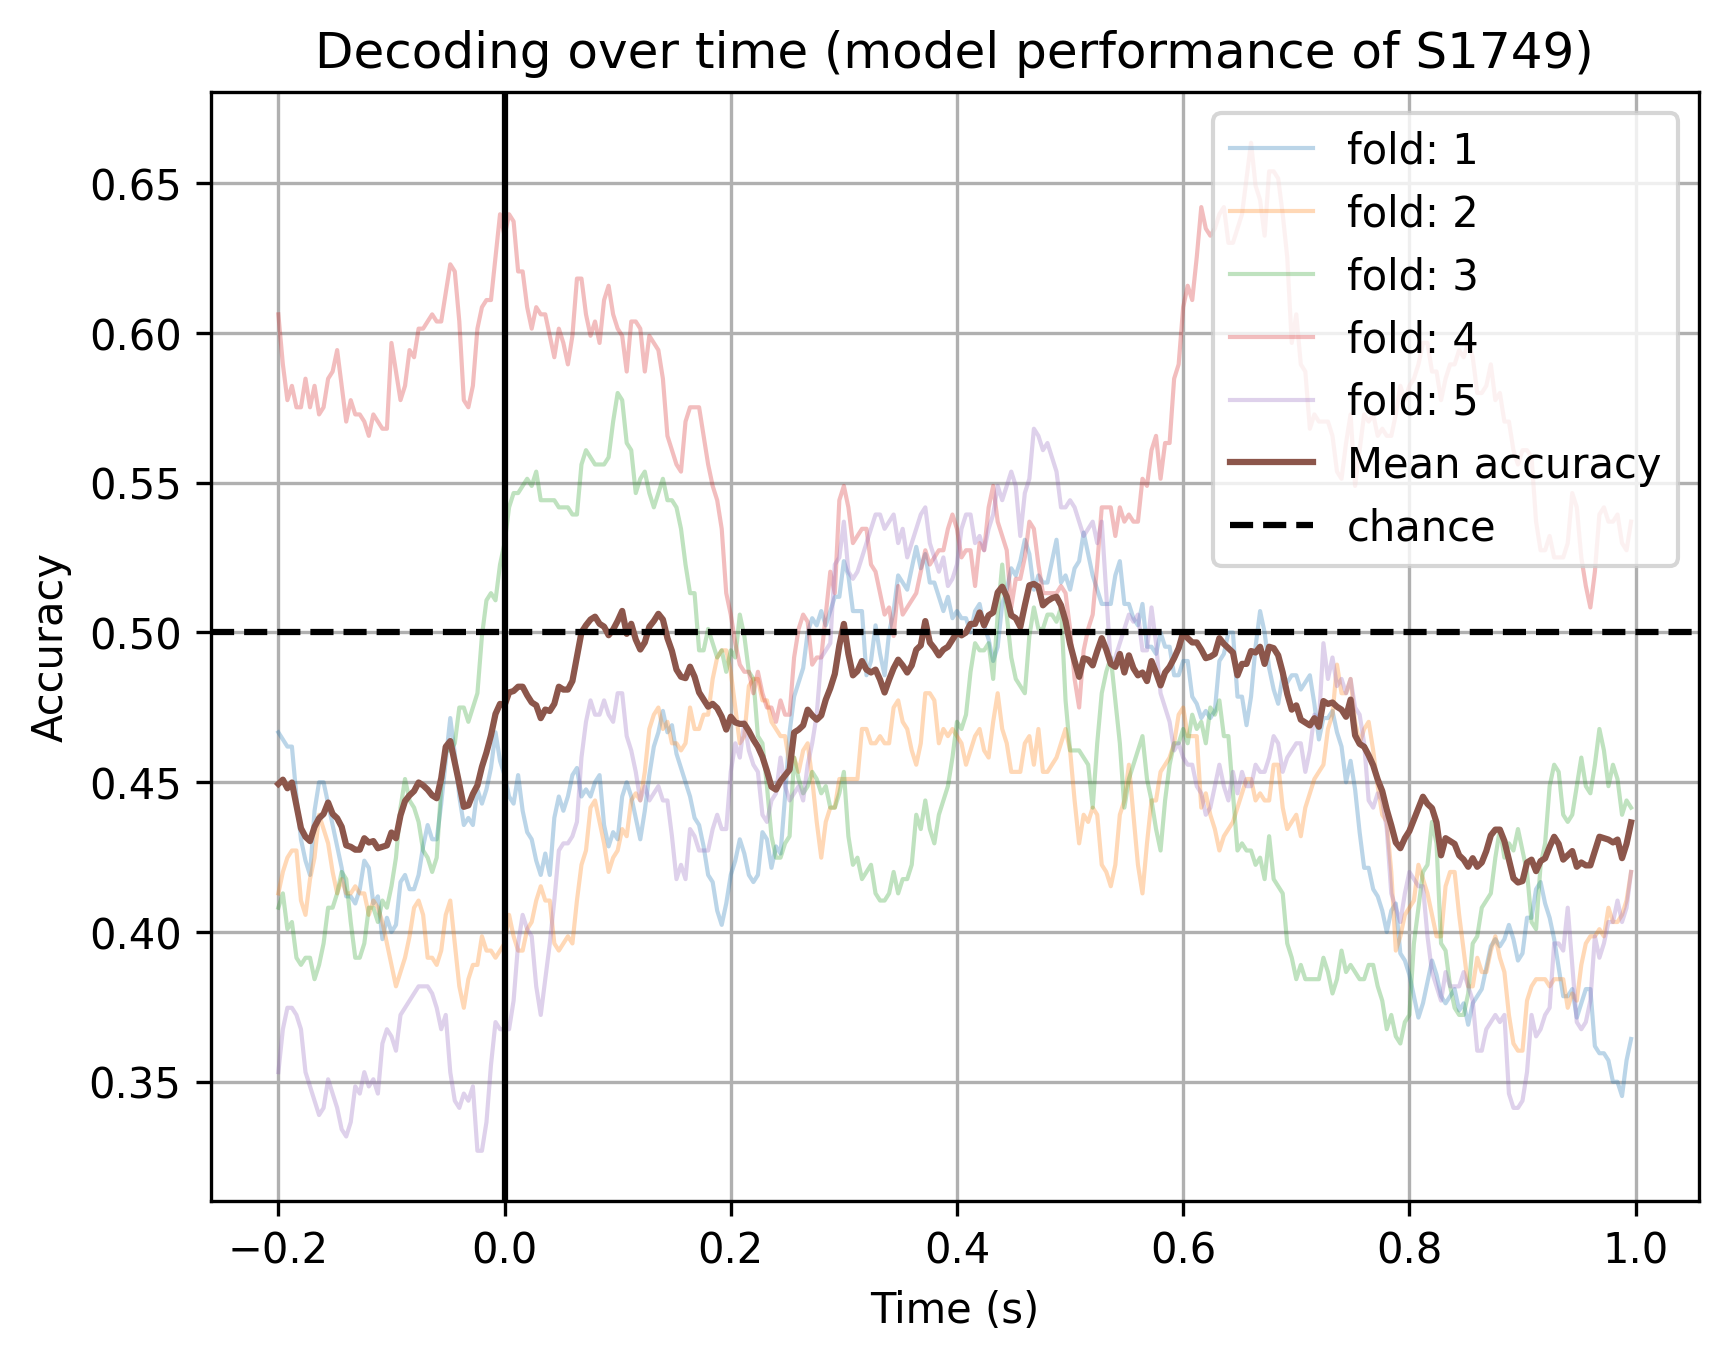 Decoding over time (model performance of S1749)
Accuracy
0.65
0.60
0.55
0.50
0.45
0.40
0.35
fold: 1
fold: 2
fold: 3
fold: 4
fold: 5
Mean accuracy
chance
−0.2 0.0 0.2 0.4 0.6 0.8 1.0
Time (s)